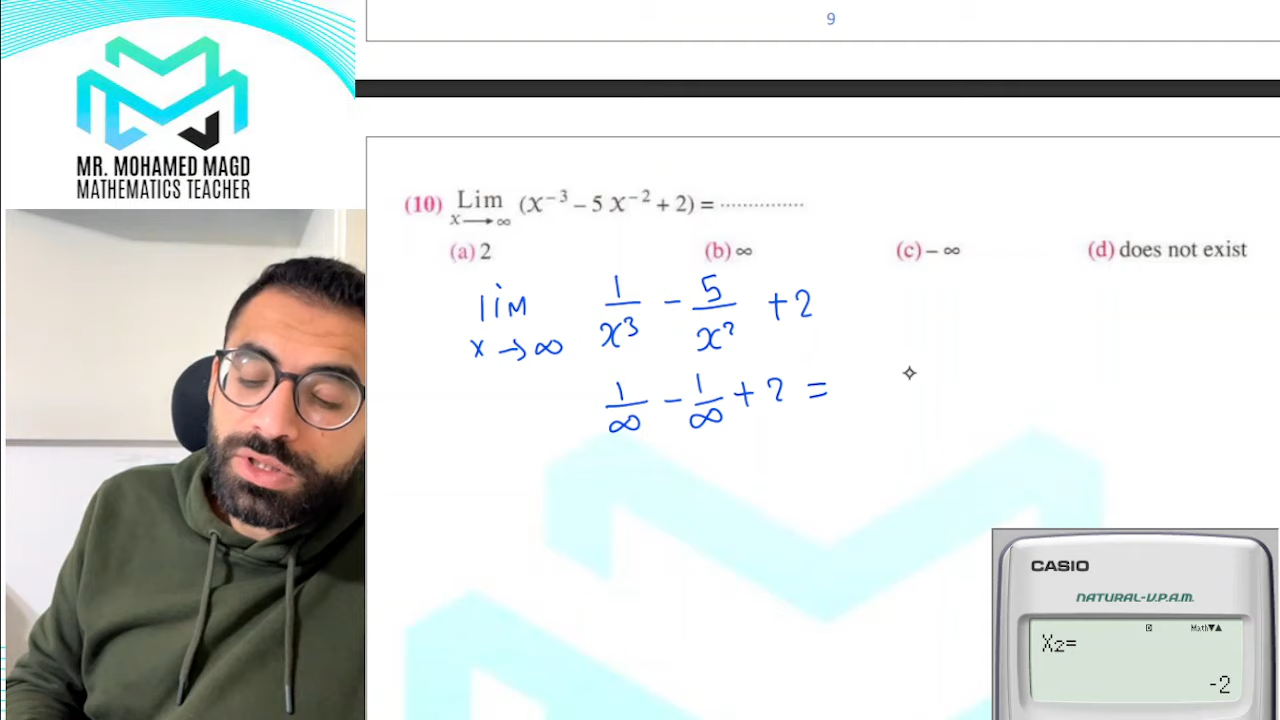 9
MR. MOHAMED MAGD
MATHEMATICS TEACHER
(10) Lim x→∞ (x⁻³ – 5 x⁻² + 2) = ...............
(a) 2 (b) ∞ (c) – ∞ (d) does not exist
lim x→∞ 1/x³ - 5/x² + 2
1/∞ - 1/∞ + 2 =
CASIO
NATURAL-V.P.A.M.
Math▼▲
X₂=
-2